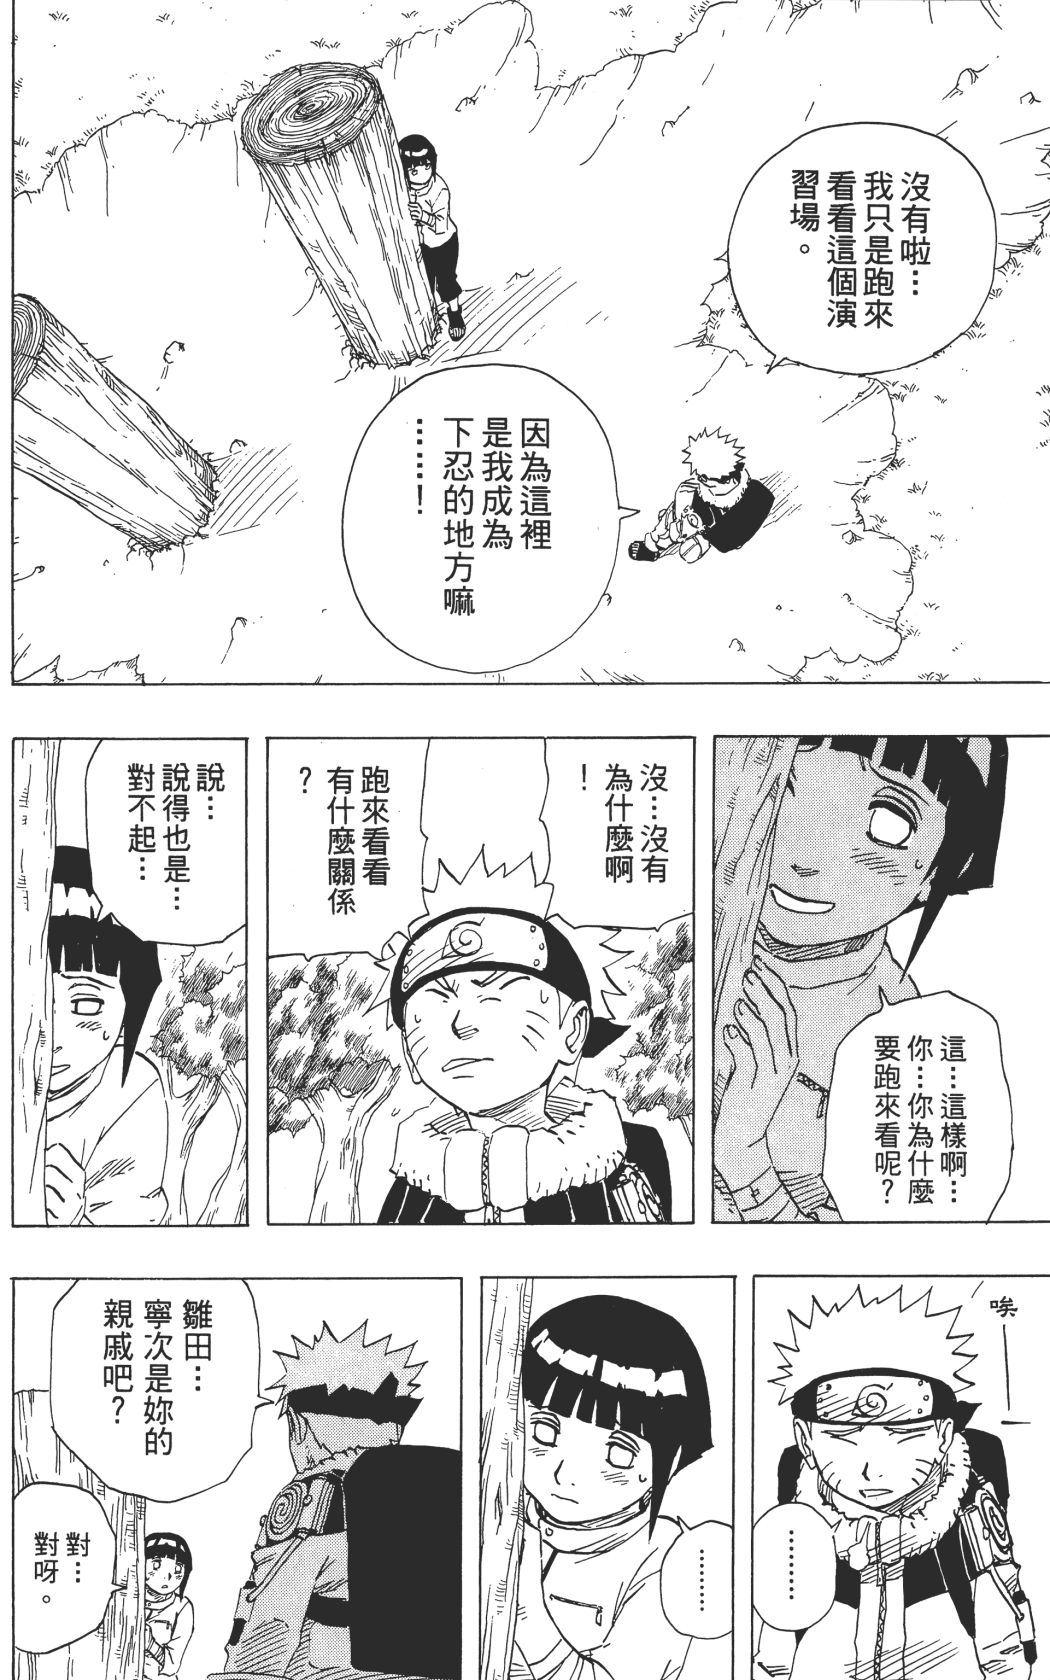 沒有啦…
我只是跑來
看看這個演
習場。
因為這裡
是我成為
下忍的地方嘛
……！
這…這樣啊…
你…你為什麼
要跑來看呢？
沒…沒有
為什麼啊
！
跑來看看
有什麼關係
？
說…
說得也是…
對不起…
唉——
………
………
雛田…
寧次是妳的
親戚吧？
對…
對呀。